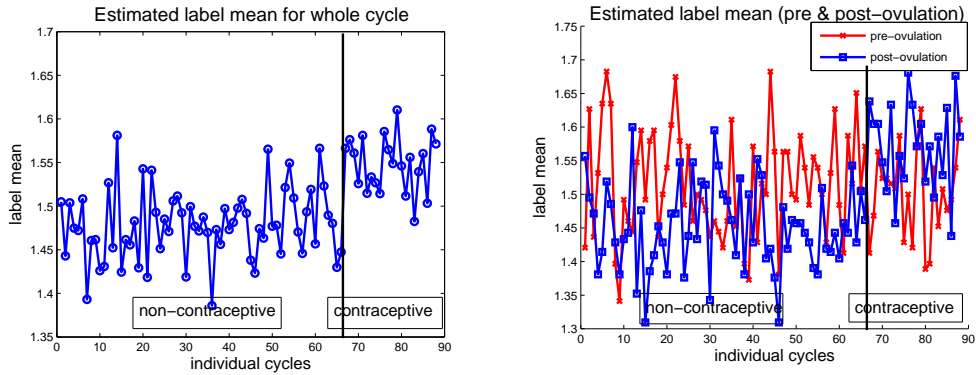 Estimated label mean for whole cycle
1.7
1.65
1.6
1.55
1.5
1.45
1.4
1.35
label mean
non-contraceptive
contraceptive
0 10 20 30 40 50 60 70 80 90
individual cycles
Estimated label mean (pre & post-ovulation)
pre-ovulation
post-ovulation
1.75
1.7
1.65
1.6
1.55
1.5
1.45
1.4
1.35
1.3
label mean
non-contraceptive
contraceptive
0 10 20 30 40 50 60 70 80 90
individual cycles